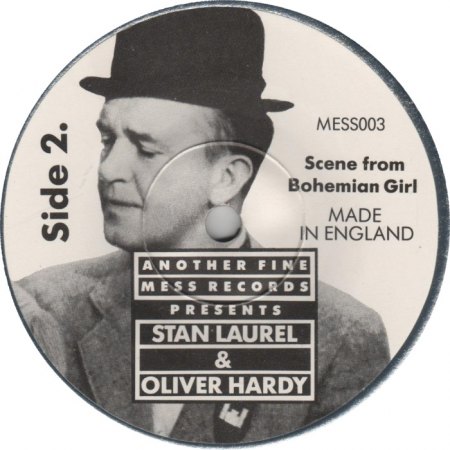 Side 2.
MESS003
Scene from
Bohemian Girl
MADE
IN ENGLAND
ANOTHER FINE
MESS RECORDS
PRESENTS
STAN LAUREL
&
OLIVER HARDY